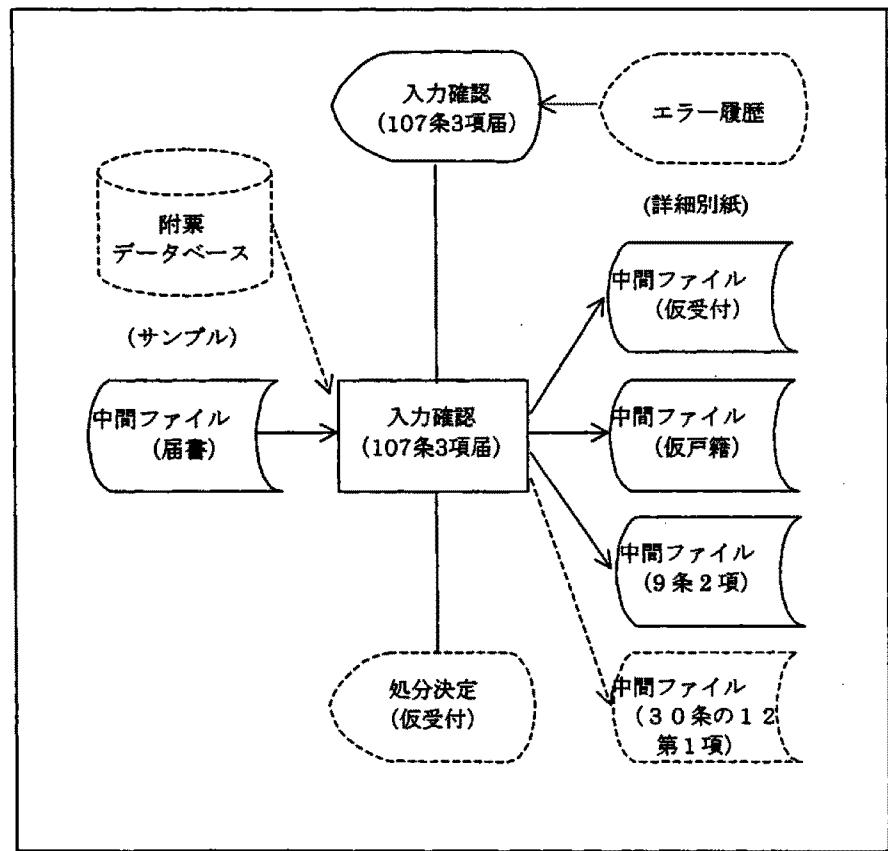 入力確認
(107条3項届)
エラー履歴
附票
データベース
(詳細別紙)
中間ファイル
(仮受付)
(サンプル)
中間ファイル
(届書)
入力確認
(107条3項届)
中間ファイル
(仮戸籍)
中間ファイル
(9条2項)
処分決定
(仮受付)
中間ファイル
(30条の12
第1項)